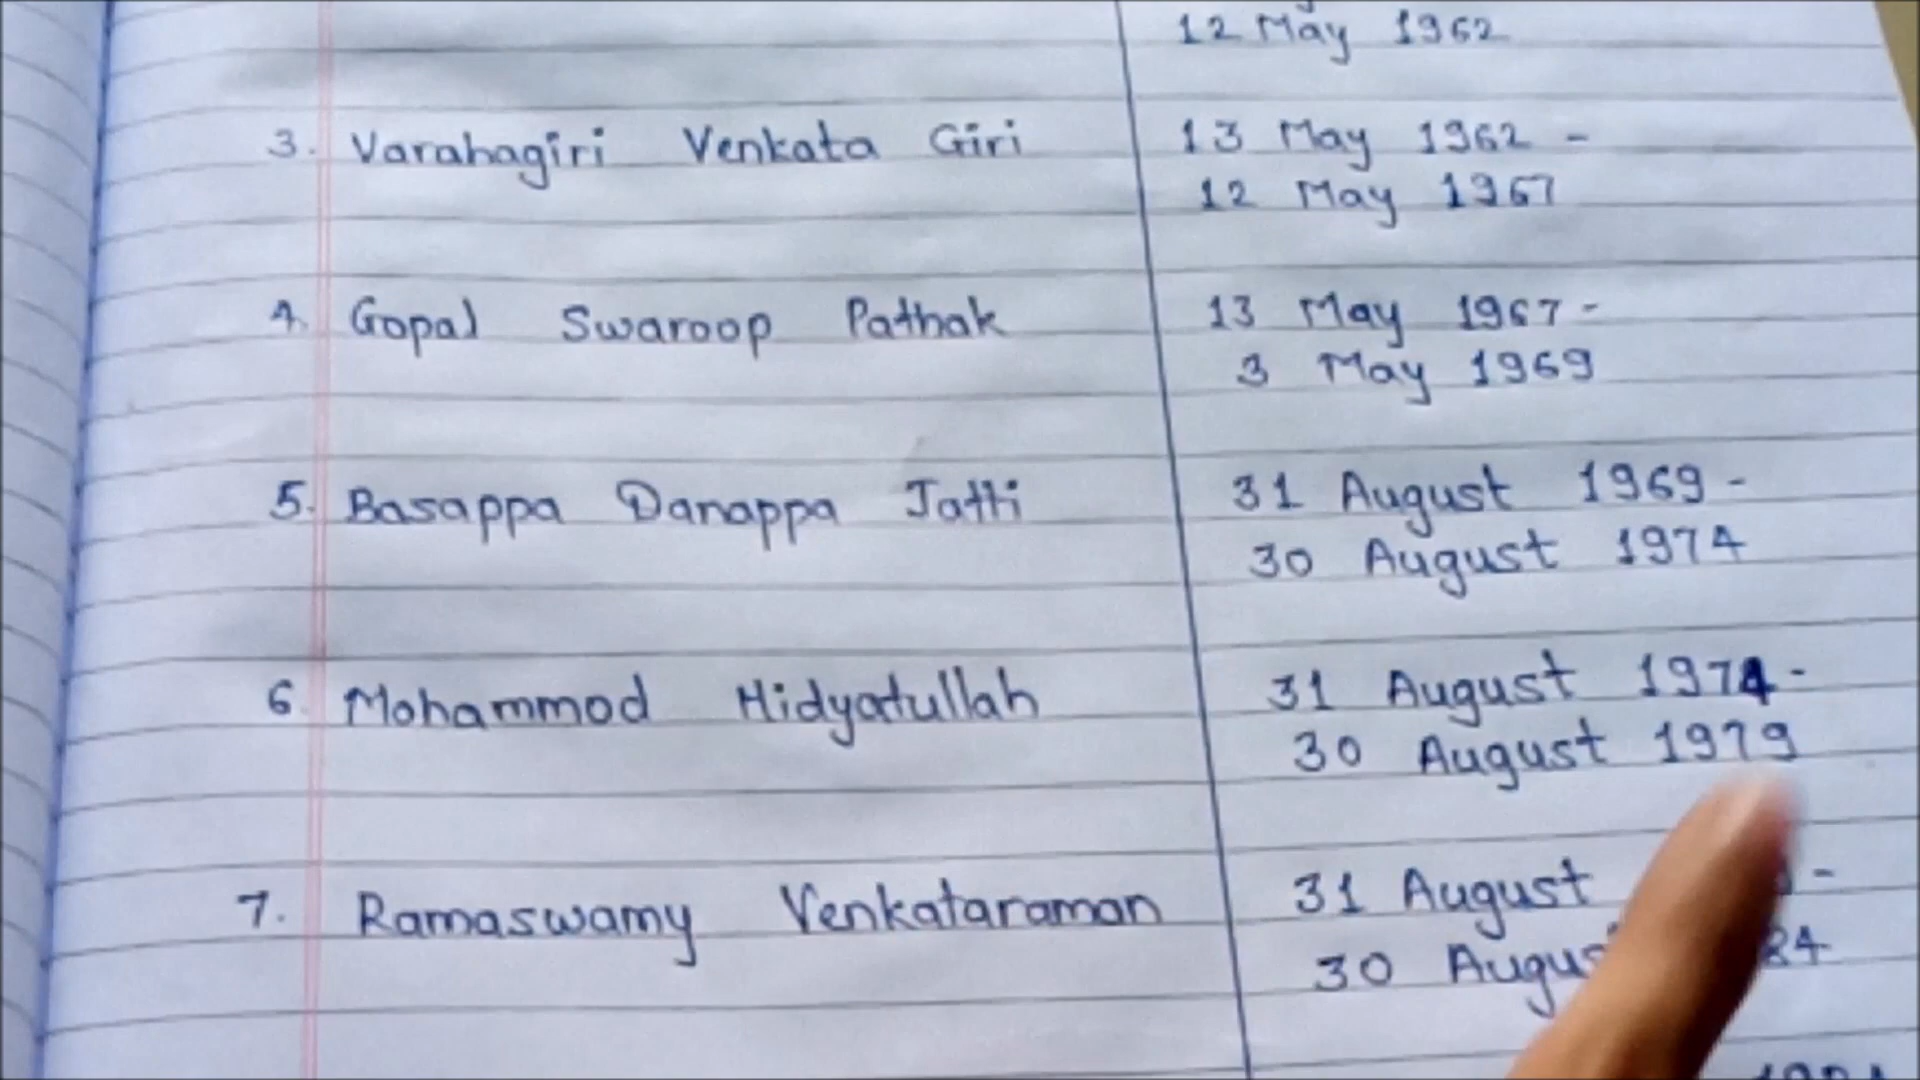 12 May 1962
3. Varahagiri Venkata Giri 13 May 1962 -
12 May 1967
4. Gopal Swaroop Pathak 13 May 1967 -
3 May 1969
5. Basappa Danappa Jatti 31 August 1969 -
30 August 1974
6. Mohammod Hidyatullah 31 August 1974 -
30 August 1979
7. Ramaswamy Venkataraman 31 August -
30